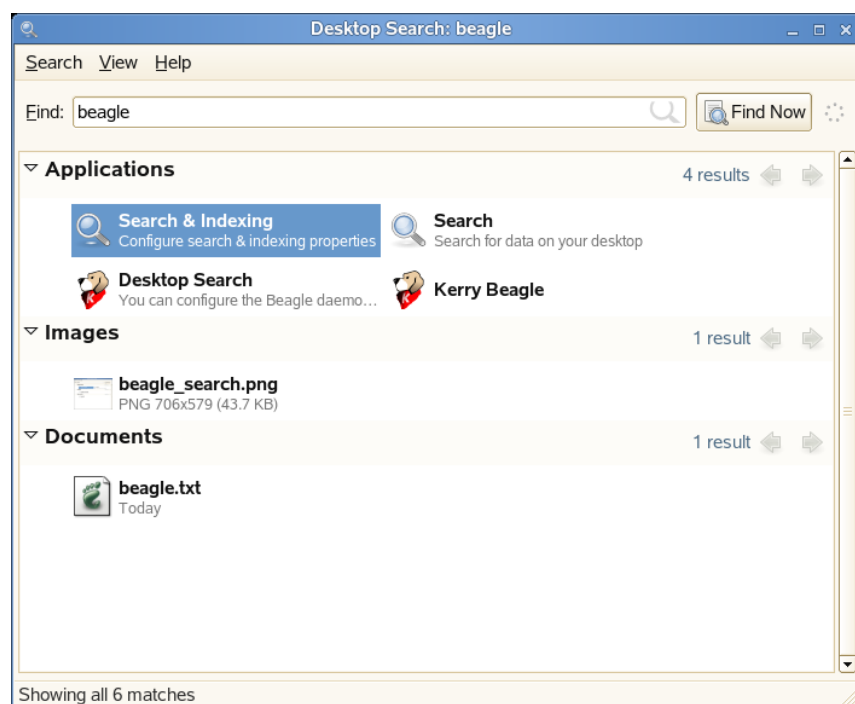 Desktop Search: beagle
Search View Help
Find: beagle Find Now
Applications 4 results
Search & Indexing
Configure search & indexing properties
Search
Search for data on your desktop
Desktop Search
You can configure the Beagle daemo...
Kerry Beagle
Images 1 result
beagle_search.png
PNG 706x579 (43.7 KB)
Documents 1 result
beagle.txt
Today
Showing all 6 matches